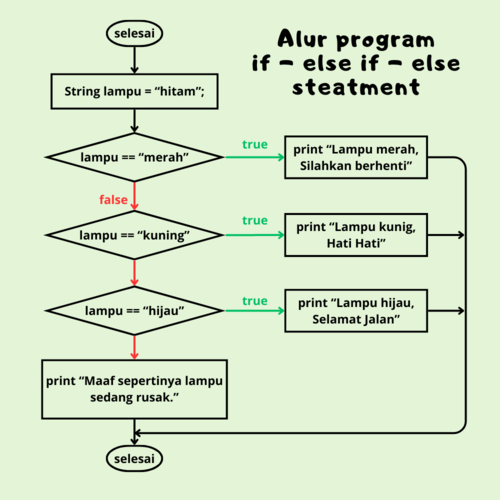 selesai
Alur program
if - else if - else
steatment
String lampu = “hitam”;
lampu == “merah”
true
print “Lampu merah,
Silahkan berhenti”
false
lampu == “kuning”
true
print “Lampu kunig,
Hati Hati”
lampu == “hijau”
true
print “Lampu hijau,
Selamat Jalan”
print “Maaf sepertinya lampu
sedang rusak.”
selesai